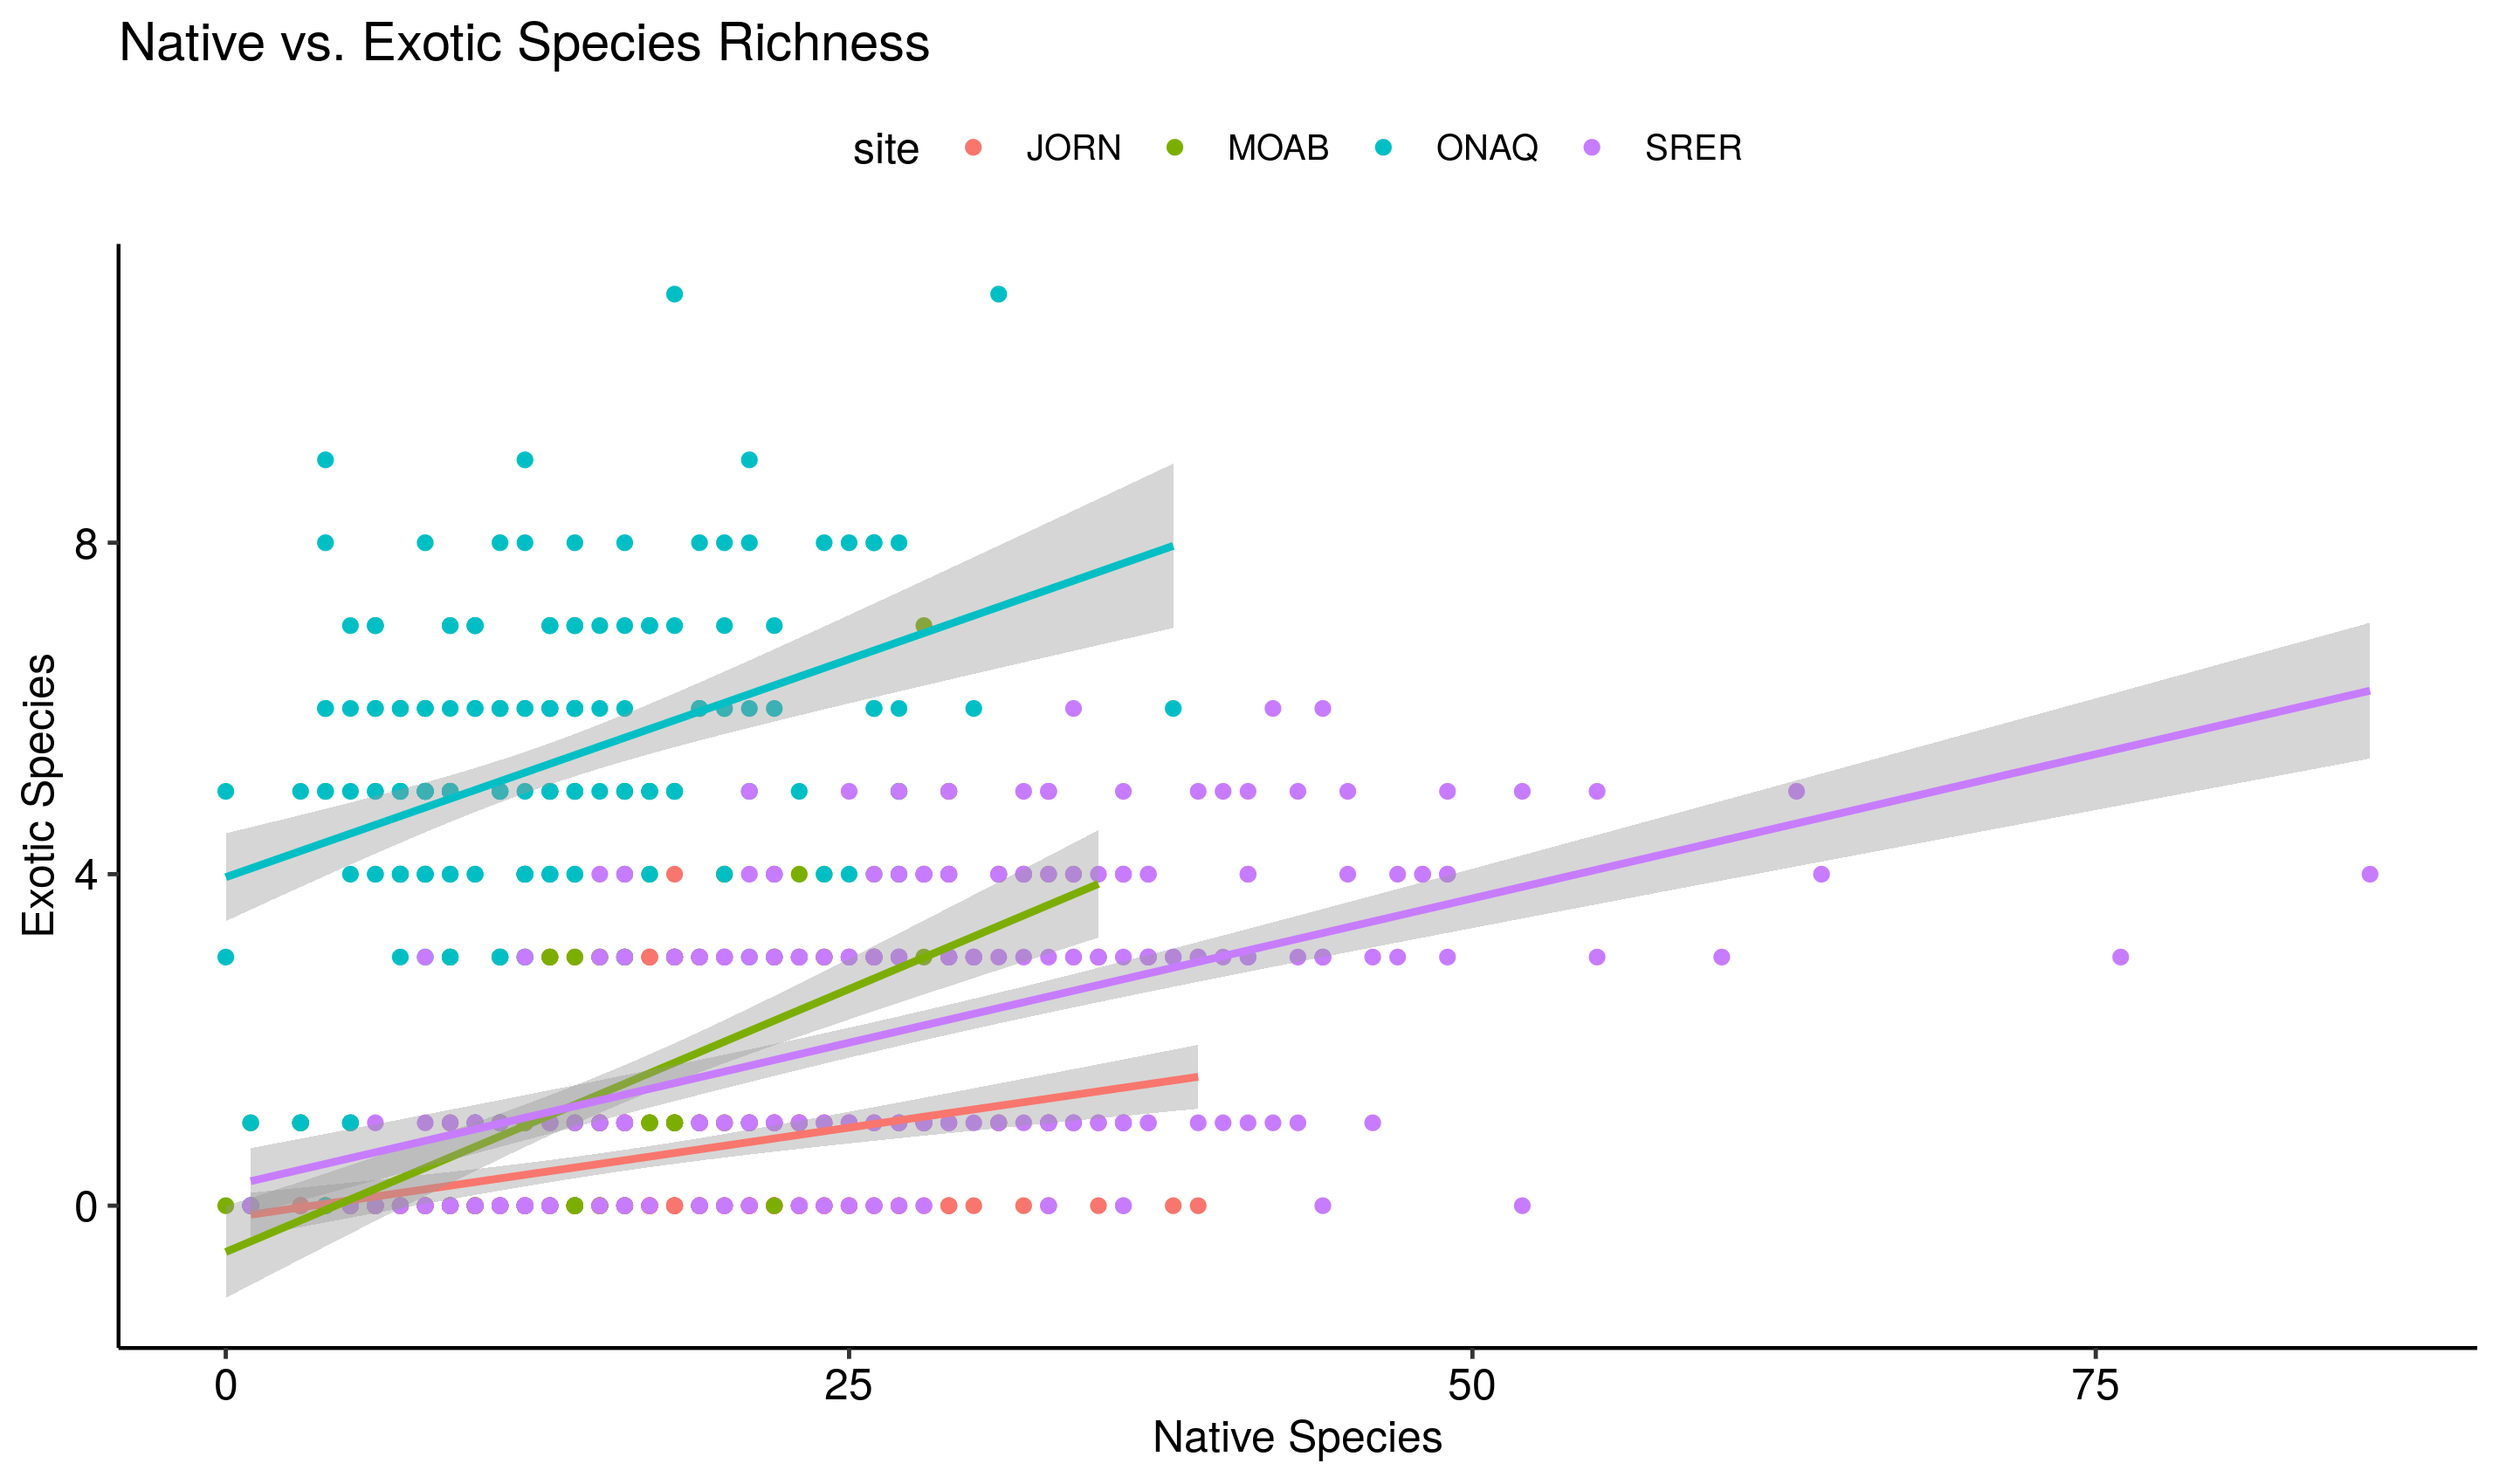 Native vs. Exotic Species Richness
site JORN MOAB ONAQ SRER
Exotic Species
8
4
0
0 25 50 75
Native Species